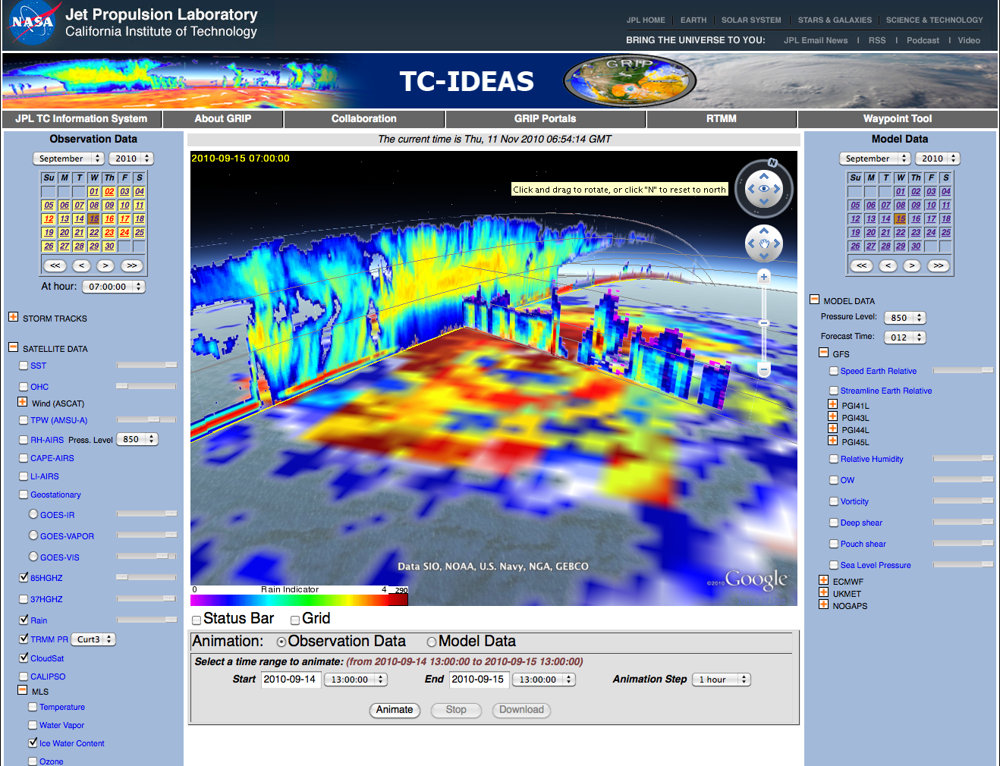 NASA
Jet Propulsion Laboratory
California Institute of Technology
JPL HOME | EARTH | SOLAR SYSTEM | STARS & GALAXIES | SCIENCE & TECHNOLOGY
BRING THE UNIVERSE TO YOU: JPL Email News | RSS | Podcast | Video
TC-IDEAS
GRIP
JPL TC Information System About GRIP Collaboration GRIP Portals RTMM Waypoint Tool
Observation Data
September 2010
Su M T W Th F S
01 02 03 04
05 06 07 08 09 10 11
12 13 14 15 16 17 18
19 20 21 22 23 24 25
26 27 28 29 30
<< < > >>
At hour: 07:00:00
STORM TRACKS
SATELLITE DATA
SST
OHC
Wind (ASCAT)
TPW (AMSU-A)
RH-AIRS Press. Level 850
CAPE-AIRS
LI-AIRS
Geostationary
GOES-IR
GOES-VAPOR
GOES-VIS
85HGHZ
37HGHZ
Rain
TRMM PR Curt3
CloudSat
CALIPSO
MLS
Temperature
Water Vapor
Ice Water Content
Ozone
The current time is Thu, 11 Nov 2010 06:54:14 GMT
2010-09-15 07:00:00
N
Click and drag to rotate, or click "N" to reset to north
Data SIO, NOAA, U.S. Navy, NGA, GEBCO
©2010 Google
0 Rain Indicator 4 290
Status Bar Grid
Animation: Observation Data Model Data
Select a time range to animate: (from 2010-09-14 13:00:00 to 2010-09-15 13:00:00)
Start 2010-09-14 13:00:00 End 2010-09-15 13:00:00 Animation Step 1 hour
Animate Stop Download
Model Data
September 2010
Su M T W Th F S
01 02 03 04
05 06 07 08 09 10 11
12 13 14 15 16 17 18
19 20 21 22 23 24 25
26 27 28 29 30
<< < > >>
MODEL DATA
Pressure Level: 850
Forecast Time: 012
GFS
Speed Earth Relative
Streamline Earth Relative
PGI41L
PGI43L
PGI44L
PGI45L
Relative Humidity
OW
Vorticity
Deep shear
Pouch shear
Sea Level Pressure
ECMWF
UKMET
NOGAPS